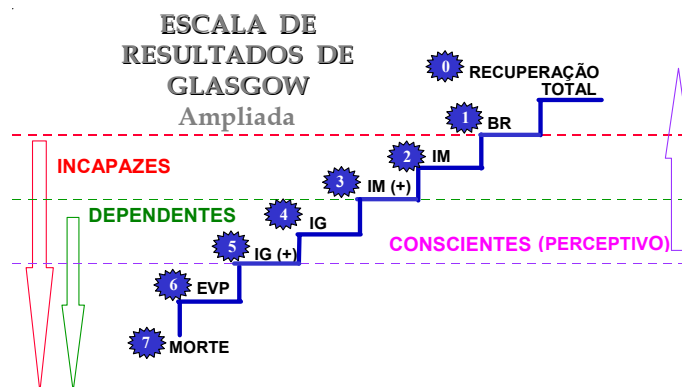 ESCALA DE
RESULTADOS DE
GLASGOW
Ampliada
0 RECUPERAÇÃO
TOTAL
1 BR
2 IM
INCAPAZES
3 IM (+)
DEPENDENTES
4 IG
CONSCIENTES (PERCEPTIVO)
5 IG (+)
6 EVP
7 MORTE